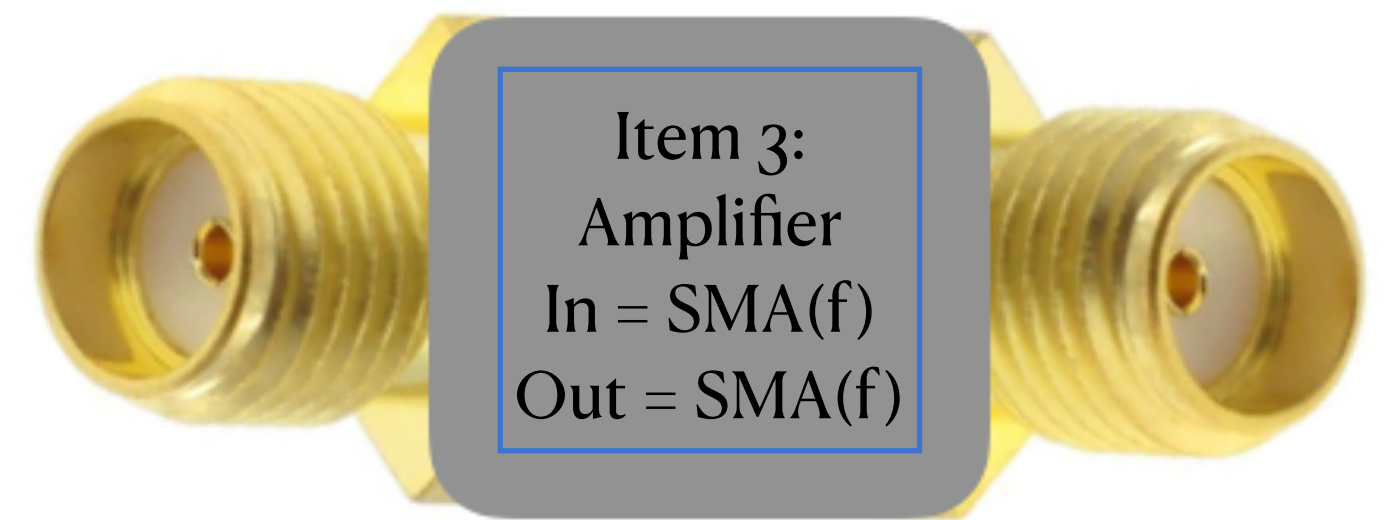 Item 3:
Amplifier
In = SMA(f)
Out = SMA(f)